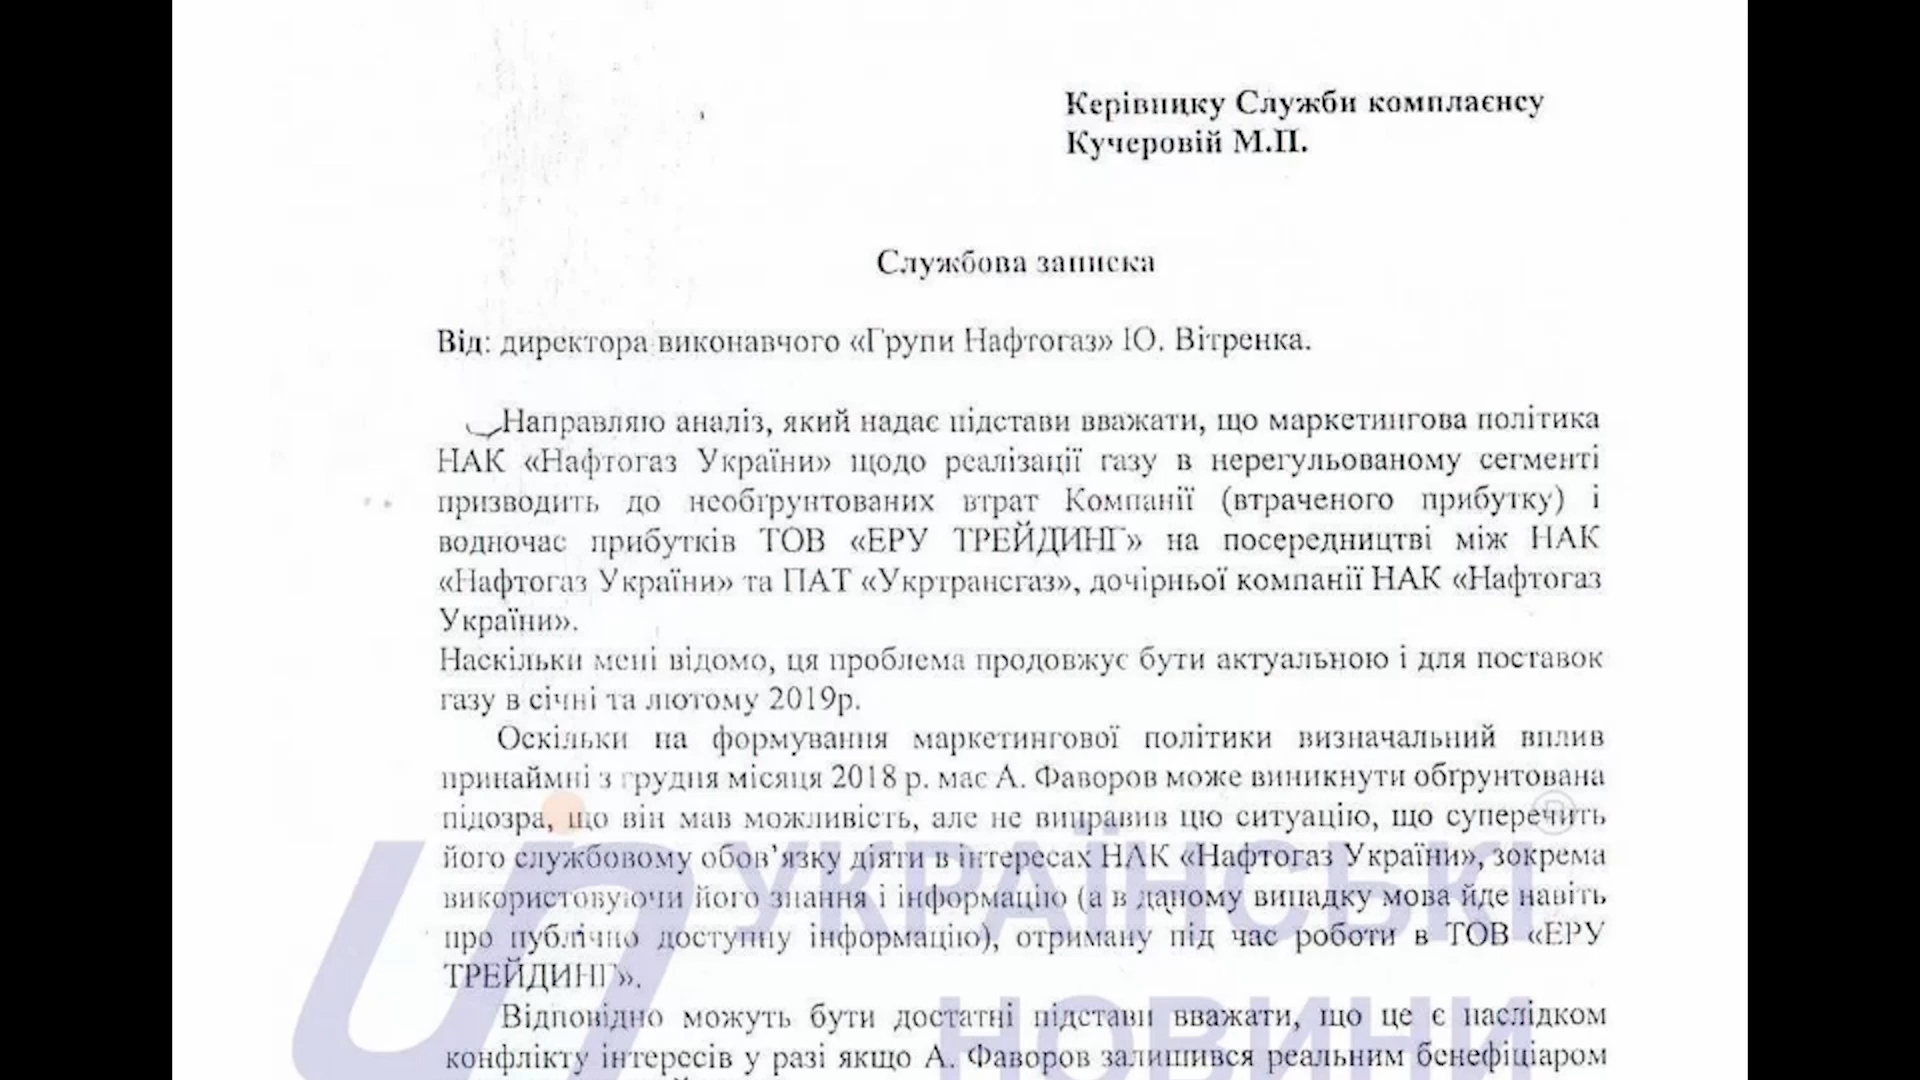 Керівнику Служби комплаєнсу
Кучеровій М.П.
Службова записка
Від: директора виконавчого «Групи Нафтогаз» Ю. Вітренка.
Направляю аналіз, який надає підстави вважати, що маркетингова політика
НАК «Нафтогаз України» щодо реалізації газу в нерегульованому сегменті
призводить до необґрунтованих втрат Компанії (втраченого прибутку) і
водночас прибутків ТОВ «ЕРУ ТРЕЙДИНГ» на посередництві між НАК
«Нафтогаз України» та ПАТ «Укртрансгаз», дочірньої компанії НАК «Нафтогаз
України».
Наскільки мені відомо, ця проблема продовжує бути актуальною і для поставок
газу в січні та лютому 2019р.
Оскільки на формування маркетингової політики визначальний вплив
принаймні з грудня місяця 2018 р. має А. Фаворов може виникнути обґрунтована
підозра, що він мав можливість, але не виправив цю ситуацію, що суперечить
його службовому обов’язку діяти в інтересах НАК «Нафтогаз України», зокрема
використовуючи його знання і інформацію (а в даному випадку мова йде навіть
про публічно доступну інформацію), отриману під час роботи в ТОВ «ЕРУ
ТРЕЙДИНГ».
Відповідно можуть бути достатні підстави вважати, що це є наслідком
конфлікту інтересів у разі якщо А. Фаворов залишився реальним бенефіціаром
УКРАЇНСЬКІ
НОВИНИ